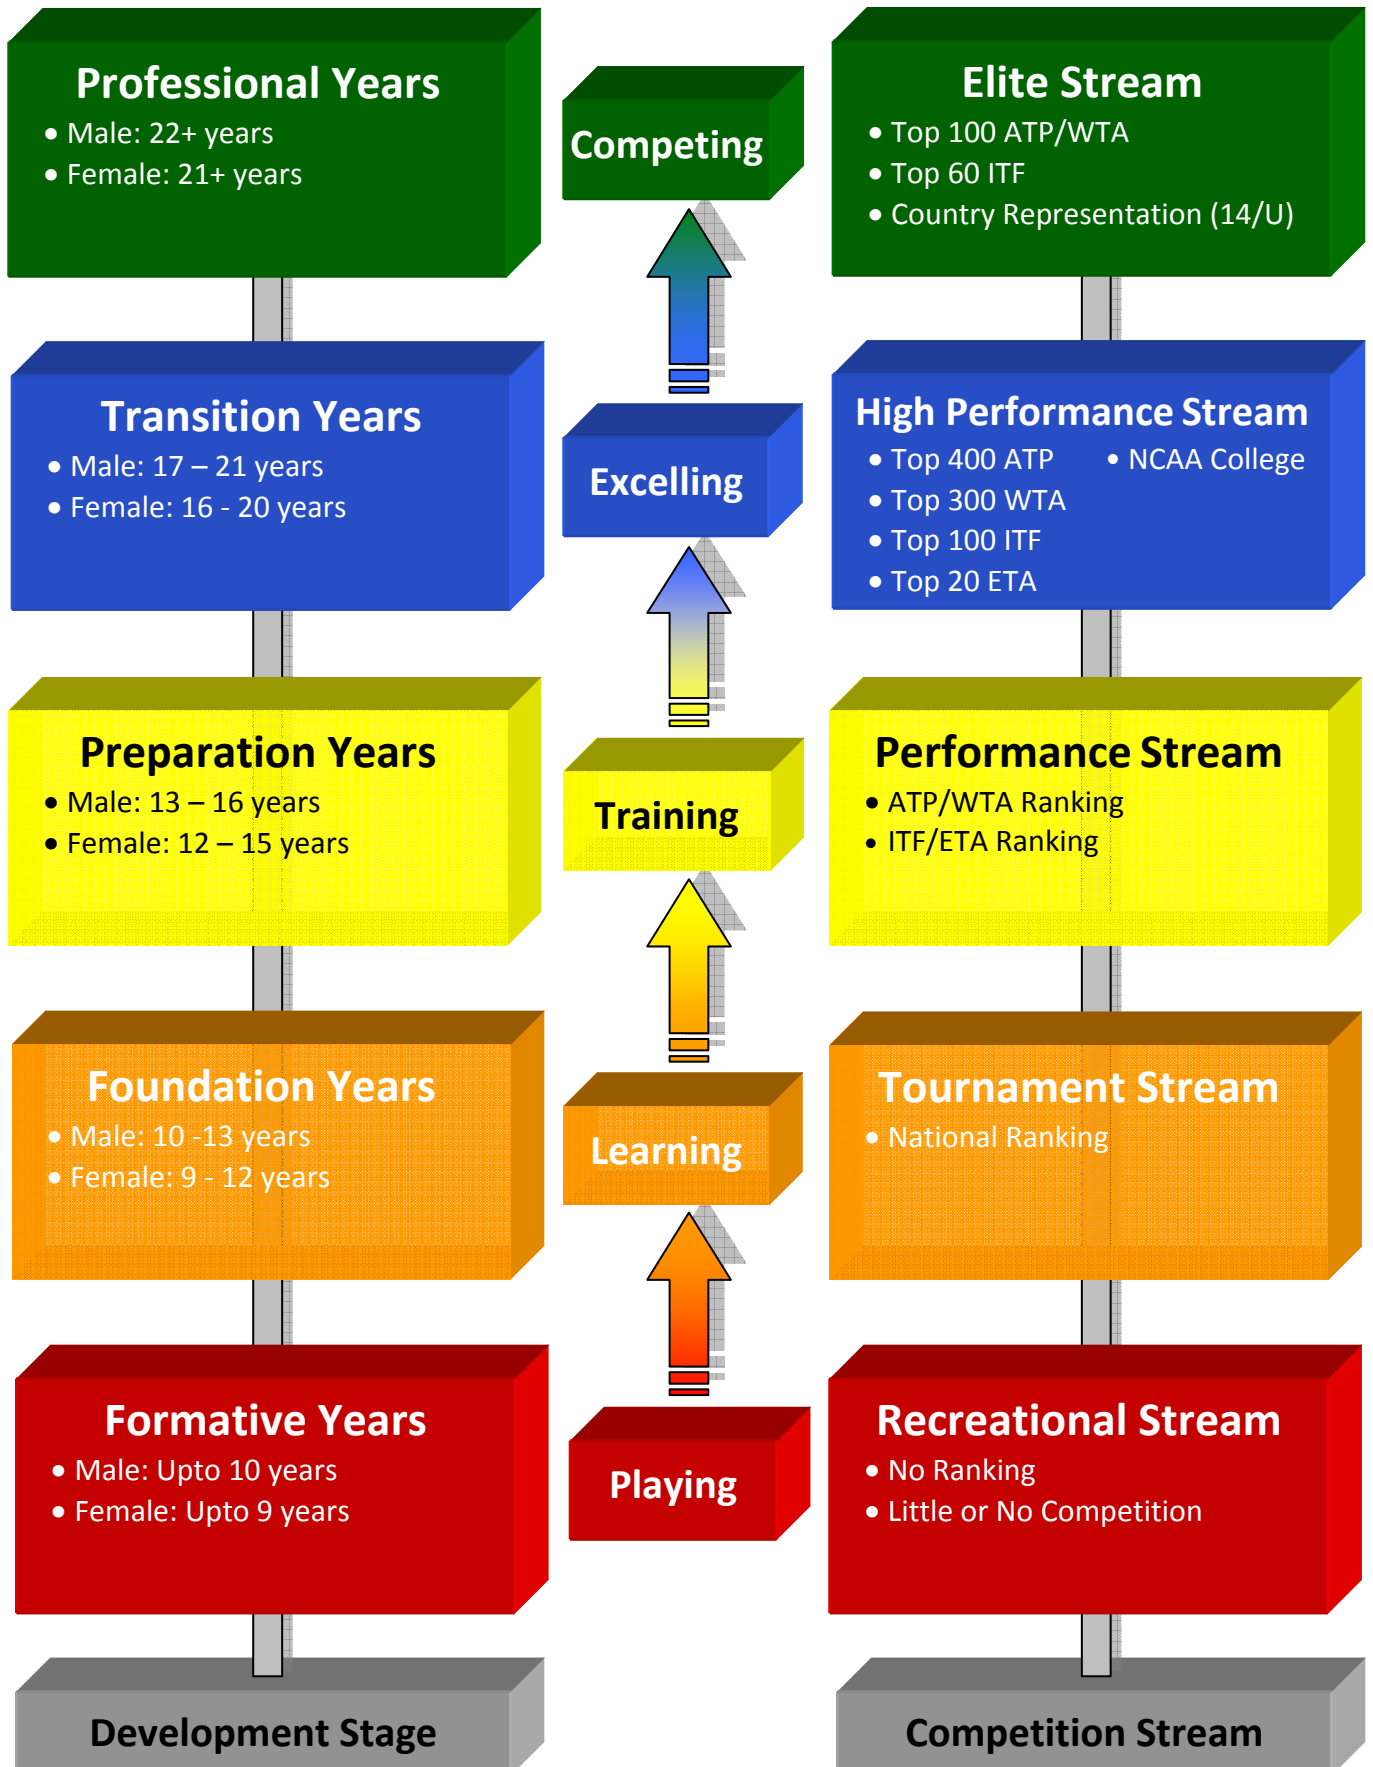 Professional Years
• Male: 22+ years
• Female: 21+ years
Competing
Elite Stream
• Top 100 ATP/WTA
• Top 60 ITF
• Country Representation (14/U)
Transition Years
• Male: 17 – 21 years
• Female: 16 - 20 years
Excelling
High Performance Stream
• Top 400 ATP • NCAA College
• Top 300 WTA
• Top 100 ITF
• Top 20 ETA
Preparation Years
• Male: 13 – 16 years
• Female: 12 – 15 years
Training
Performance Stream
• ATP/WTA Ranking
• ITF/ETA Ranking
Foundation Years
• Male: 10 -13 years
• Female: 9 - 12 years
Learning
Tournament Stream
• National Ranking
Formative Years
• Male: Upto 10 years
• Female: Upto 9 years
Playing
Recreational Stream
• No Ranking
• Little or No Competition
Development Stage
Competition Stream